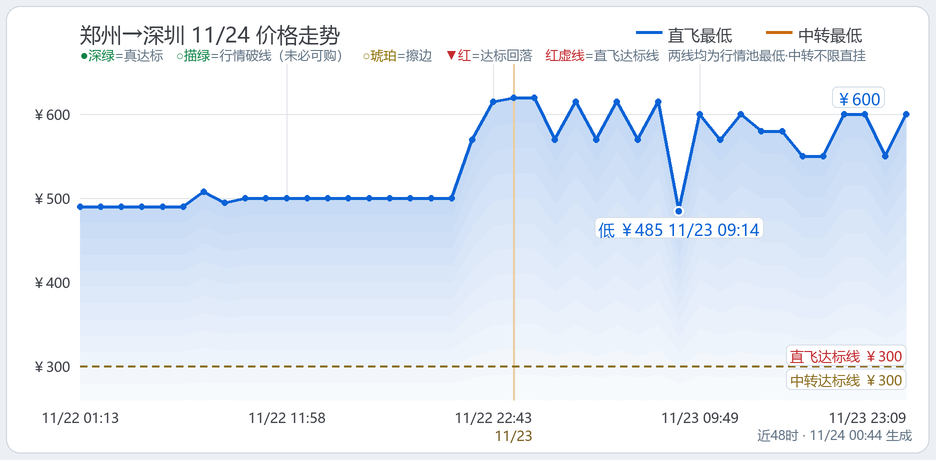 郑州→深圳 11/24 价格走势
直飞最低 中转最低
●深绿=真达标 ○描绿=行情破线（未必可购） ○琥珀=擦边 ▼红=达标回落 红虚线=直飞达标线 两线均为行情池最低·中转不限直挂
¥600
¥600
¥500
低 ¥485 11/23 09:14
¥400
直飞达标线 ¥300
¥300
中转达标线 ¥300
11/22 01:13 11/22 11:58 11/22 22:43 11/23 09:49 11/23 23:09
11/23
近48时 · 11/24 00:44 生成